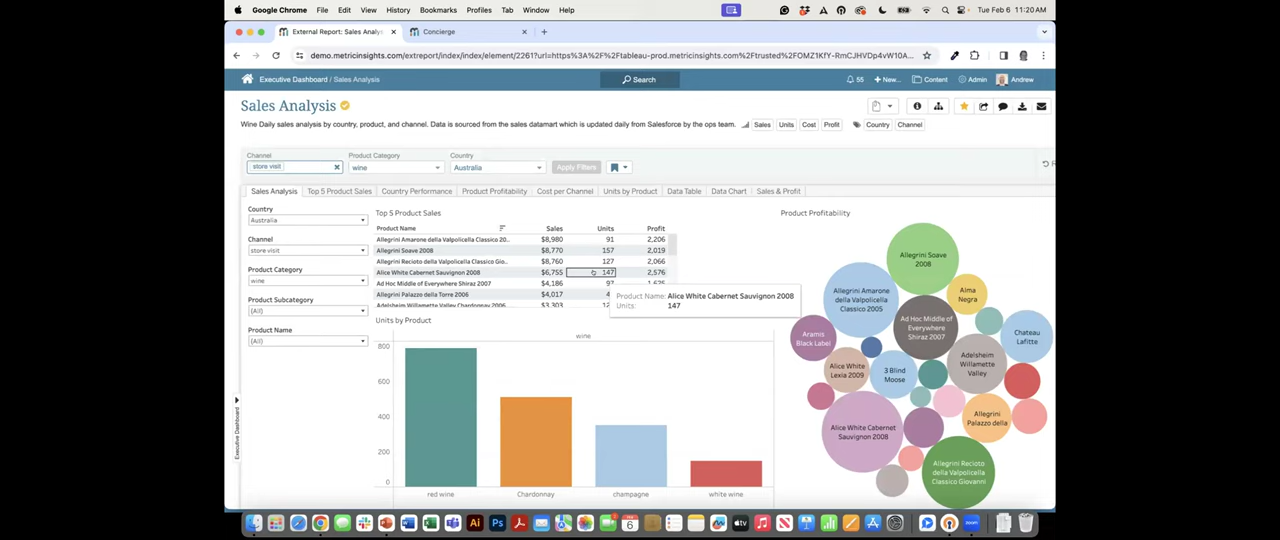 Google Chrome File Edit View History Bookmarks Profiles Tab Window Help Tue Feb 6 11:20 AM
External Report: Sales Analys
Concierge
demo.metricinsights.com/extreport/index/index/element/2261?url=https%3A%2F%2Ftableau-prod.metricinsights.com%2Ftrusted%2FOMZ1KfY-RmCJHVDp4vW10A...
Executive Dashboard / Sales Analysis
Search
55 New... Content Admin Andrew
Sales Analysis
Wine Daily sales analysis by country, product, and channel. Data is sourced from the sales datamart which is updated daily from Salesforce by the ops team.
Sales Units Cost Profit Country Channel
Channel Product Category Country
store visit wine Australia Apply Filters
Sales Analysis Top 5 Product Sales Country Performance Product Profitability Cost per Channel Units by Product Data Table Data Chart Sales & Profit
Country
Australia
Channel
store visit
Product Category
wine
Product Subcategory
(All)
Product Name
(All)
Top 5 Product Sales
Product Name Sales Units Profit
Allegrini Amarone della Valpolicella Classico 20.. $8,980 91 2,206
Allegrini Soave 2008 $8,770 157 2,019
Allegrini Recioto della Valpolicella Classico Gio.. $8,760 127 2,066
Alice White Cabernet Sauvignon 2008 $6,755 147 2,576
Ad Hoc Middle of Everywhere Shiraz 2007 $4,186 97 1,625
Allegrini Palazzo della Torre 2006 $4,017
Adelsheim Willamette Valley Chardonnay 2006 $3,303
Product Name: Alice White Cabernet Sauvignon 2008
Units: 147
Units by Product
wine
800
600
400
200
0
red wine Chardonnay champagne white wine
Product Profitability
Allegrini Soave
2008
Allegrini Amarone
della Valpolicella
Classico 2005
Alma
Negra
Ad Hoc Middle of
Everywhere
Shiraz 2007
Aramis
Black Label
Chateau
Lafitte
Alice White
Lexia 2009
3 Blind
Moose
Adelsheim
Willamette
Valley
Allegrini
Palazzo della
Alice White Cabernet
Sauvignon 2008
Allegrini Recioto
della Valpolicella
Classico Giovanni
Executive Dashboard